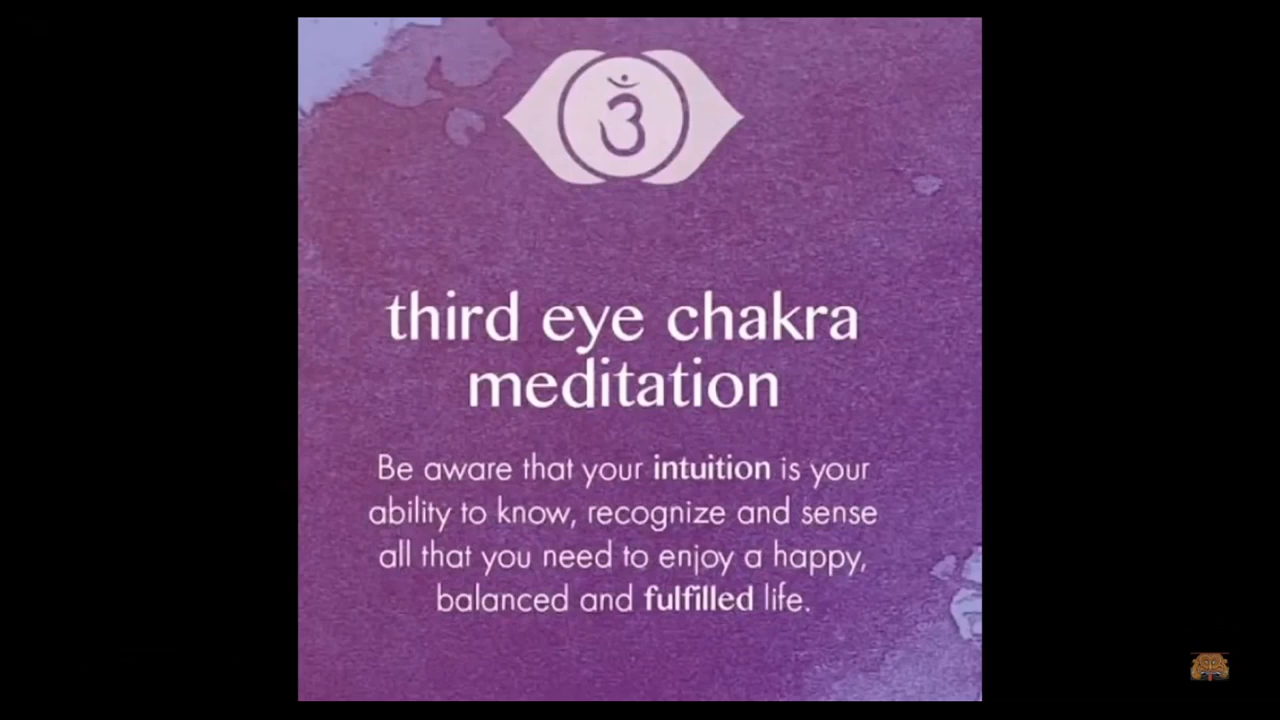 ॐ
third eye chakra
meditation
Be aware that your intuition is your
ability to know, recognize and sense
all that you need to enjoy a happy,
balanced and fulfilled life.